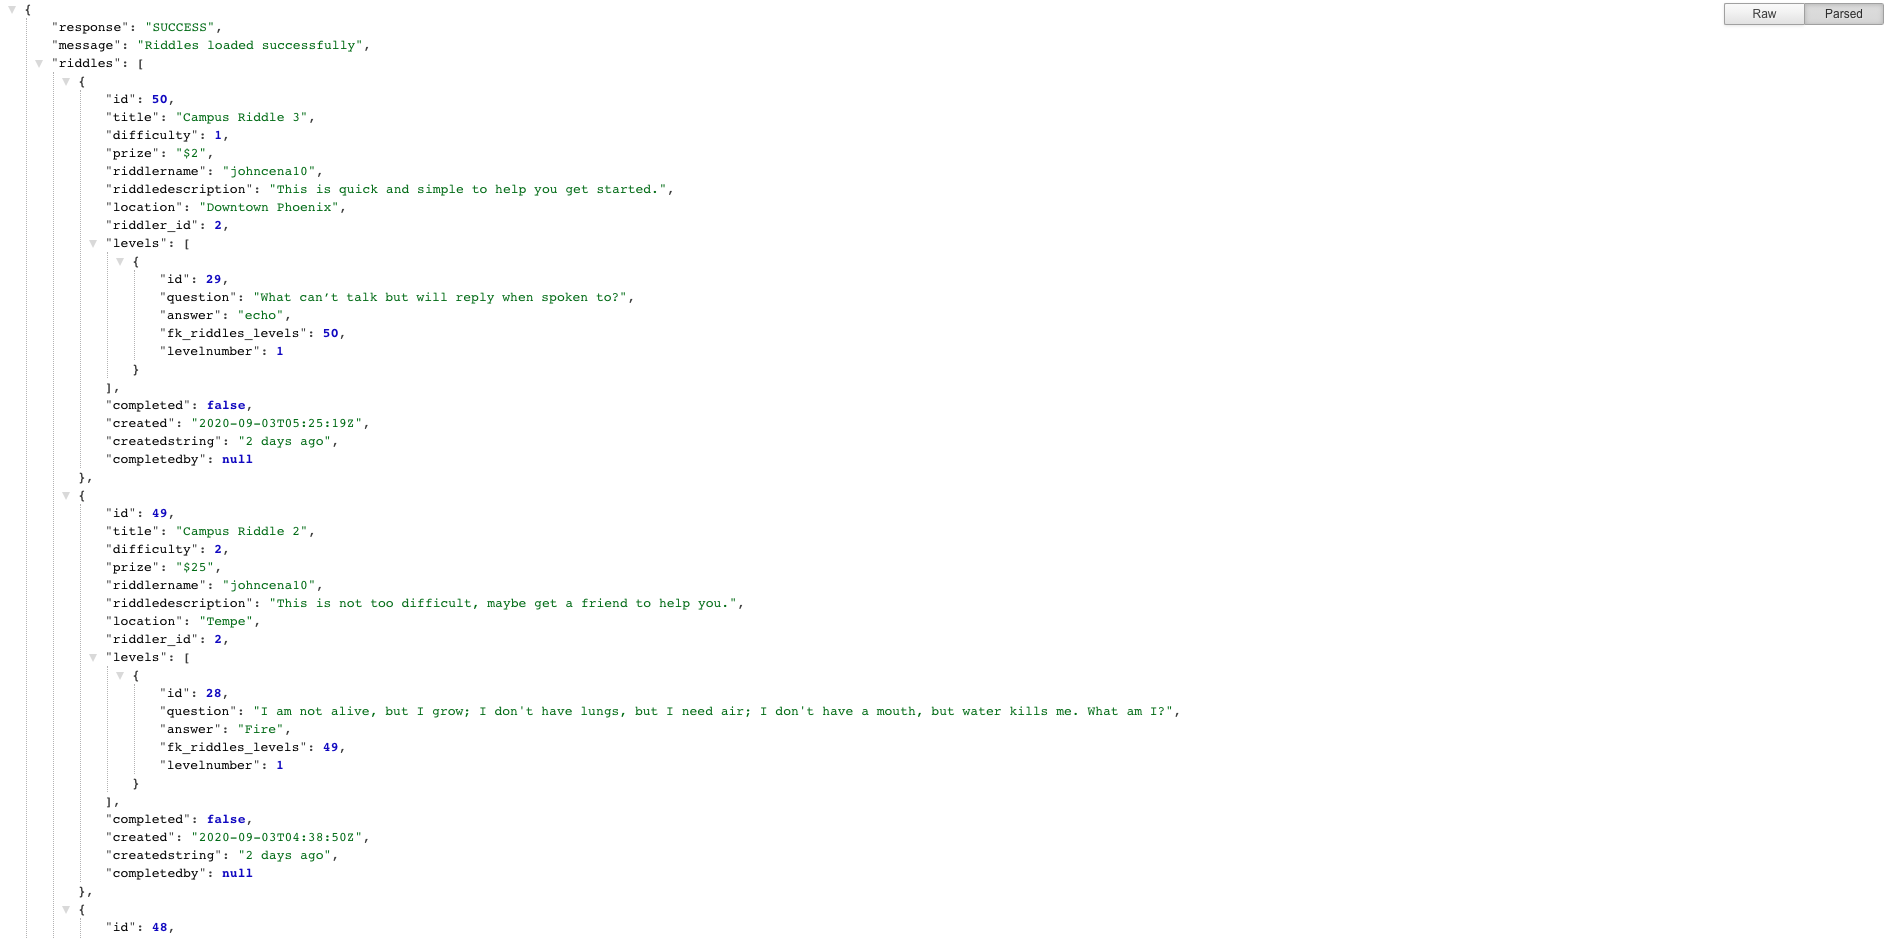 {
Raw Parsed
"response": "SUCCESS",
"message": "Riddles loaded successfully",
"riddles": [
{
"id": 50,
"title": "Campus Riddle 3",
"difficulty": 1,
"prize": "$2",
"riddlername": "johncena10",
"riddledescription": "This is quick and simple to help you get started.",
"location": "Downtown Phoenix",
"riddler_id": 2,
"levels": [
{
"id": 29,
"question": "What can’t talk but will reply when spoken to?",
"answer": "echo",
"fk_riddles_levels": 50,
"levelnumber": 1
}
],
"completed": false,
"created": "2020-09-03T05:25:19Z",
"createdstring": "2 days ago",
"completedby": null
},
{
"id": 49,
"title": "Campus Riddle 2",
"difficulty": 2,
"prize": "$25",
"riddlername": "johncena10",
"riddledescription": "This is not too difficult, maybe get a friend to help you.",
"location": "Tempe",
"riddler_id": 2,
"levels": [
{
"id": 28,
"question": "I am not alive, but I grow; I don't have lungs, but I need air; I don't have a mouth, but water kills me. What am I?",
"answer": "Fire",
"fk_riddles_levels": 49,
"levelnumber": 1
}
],
"completed": false,
"created": "2020-09-03T04:38:50Z",
"createdstring": "2 days ago",
"completedby": null
},
{
"id": 48,